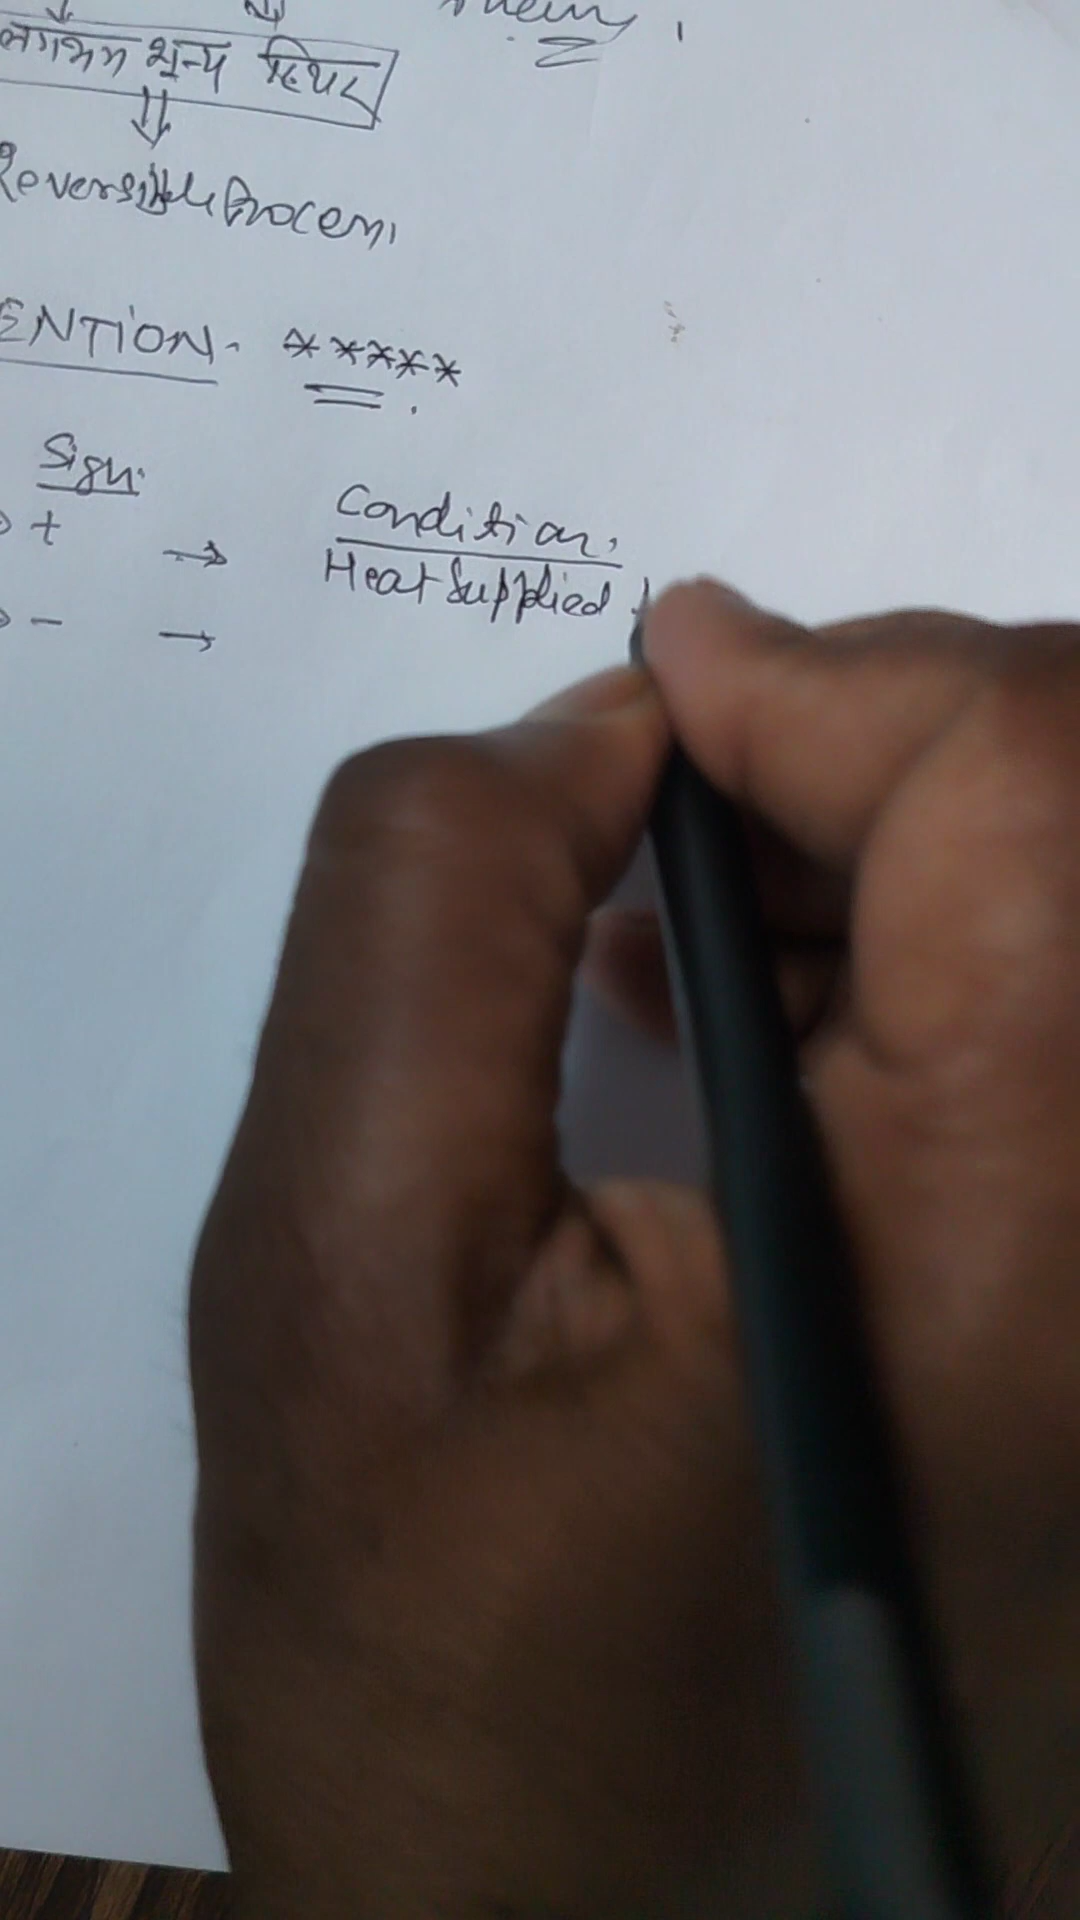 लगभग शून्य स्थिर
Reversible Process
ENTION - *****
Sign.
Condition.
+ → Heat Supplied
- →